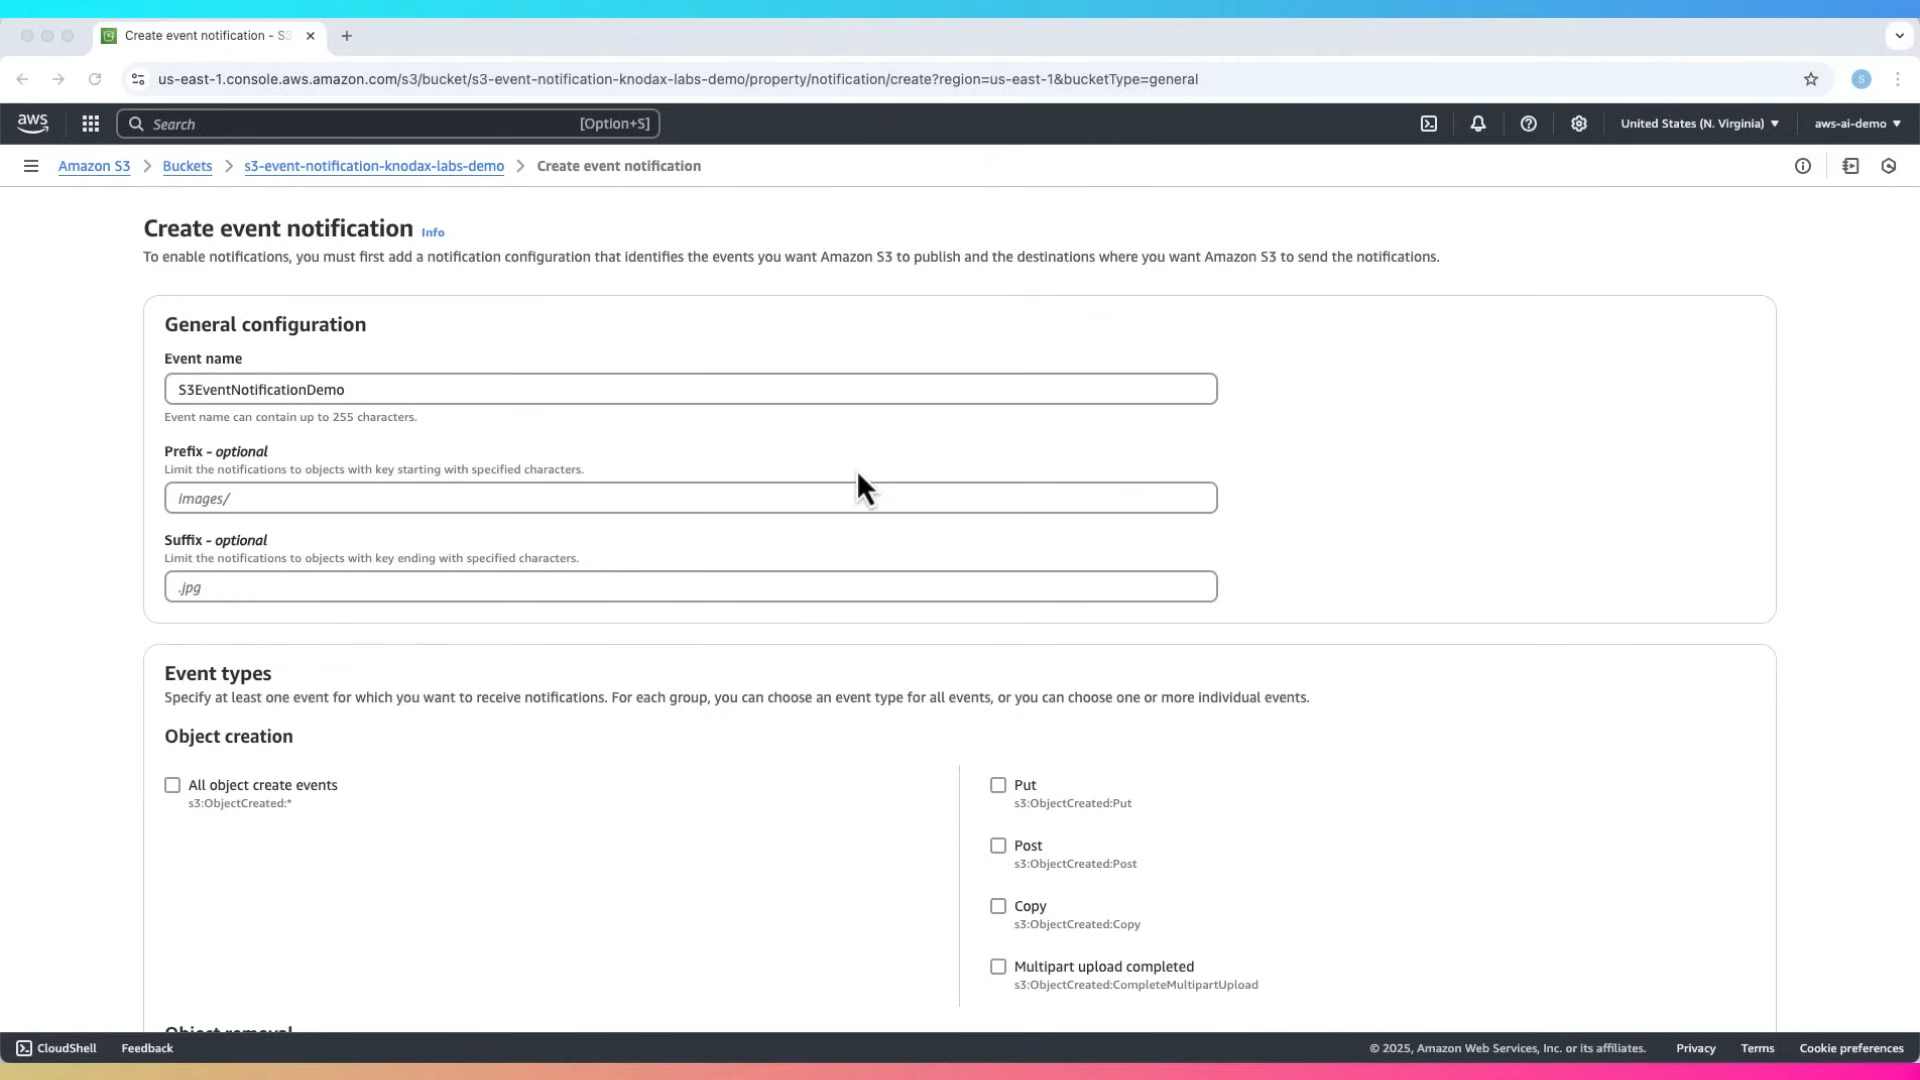 Create event notification - S3
us-east-1.console.aws.amazon.com/s3/bucket/s3-event-notification-knodax-labs-demo/property/notification/create?region=us-east-1&bucketType=general
S
aws
Search
[Option+S]
United States (N. Virginia)
aws-ai-demo
Amazon S3
Buckets
s3-event-notification-knodax-labs-demo
Create event notification
Create event notification Info
To enable notifications, you must first add a notification configuration that identifies the events you want Amazon S3 to publish and the destinations where you want Amazon S3 to send the notifications.
General configuration
Event name
S3EventNotificationDemo
Event name can contain up to 255 characters.
Prefix - optional
Limit the notifications to objects with key starting with specified characters.
images/
Suffix - optional
Limit the notifications to objects with key ending with specified characters.
.jpg
Event types
Specify at least one event for which you want to receive notifications. For each group, you can choose an event type for all events, or you can choose one or more individual events.
Object creation
All object create events
s3:ObjectCreated:*
Put
s3:ObjectCreated:Put
Post
s3:ObjectCreated:Post
Copy
s3:ObjectCreated:Copy
Multipart upload completed
s3:ObjectCreated:CompleteMultipartUpload
Object removal
CloudShell
Feedback
© 2025, Amazon Web Services, Inc. or its affiliates.
Privacy
Terms
Cookie preferences